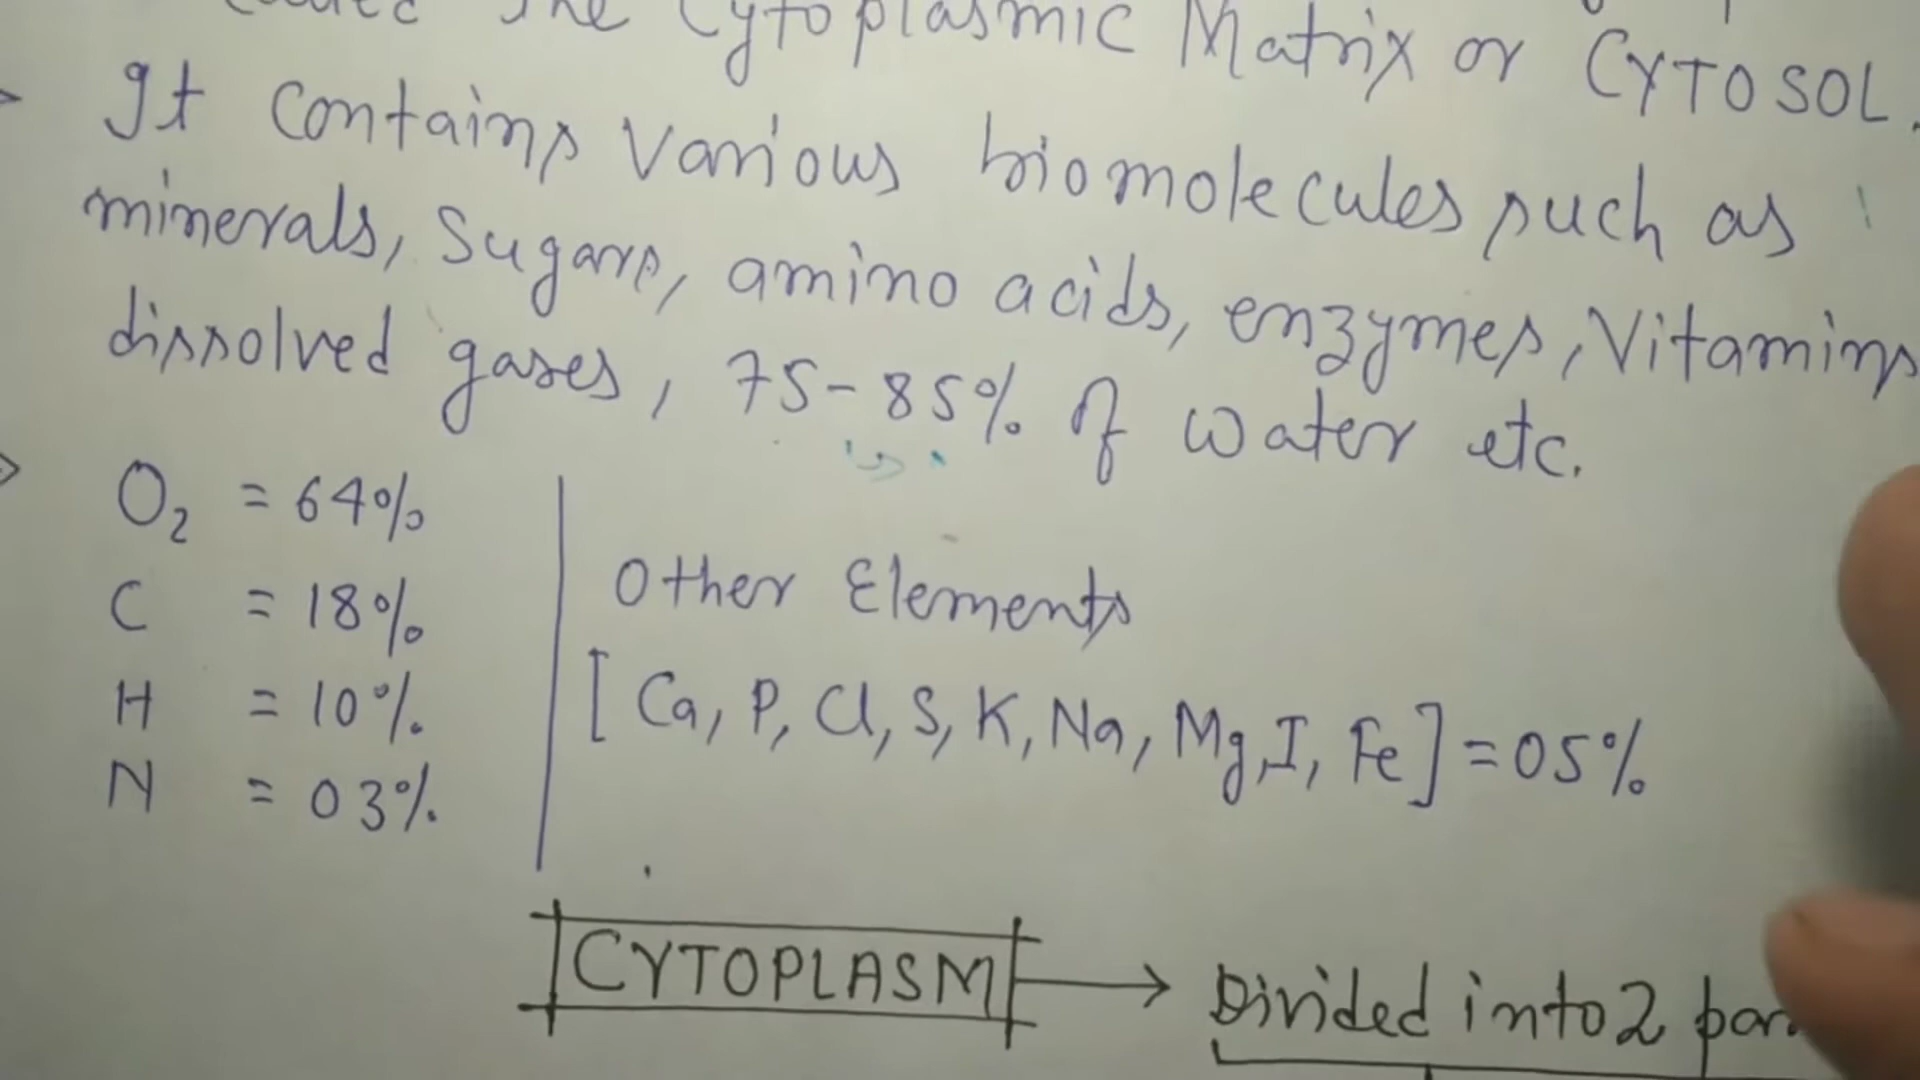 The Cytoplasmic Matrix or CYTOSOL.
It contains various biomolecules such as
minerals, Sugars, amino acids, enzymes, Vitamins
dissolved gases, 75-85% of water etc.
O2 = 64%
C = 18%
H = 10%
N = 03%
Other Elements
[Ca, P, Cl, S, K, Na, Mg, I, Fe] = 05%
CYTOPLASM → Divided into 2